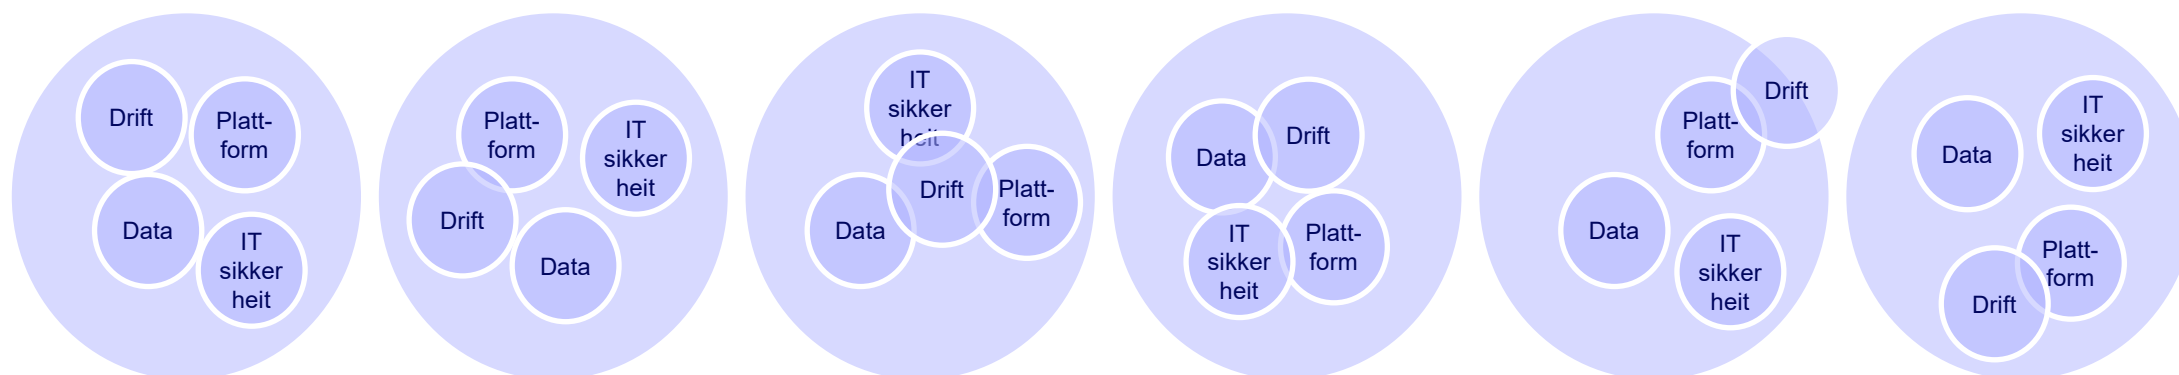 Drift
Platt-
form
Data
IT
sikker
heit
Platt-
form
IT
sikker
heit
Drift
Data
IT
sikker
heit
Drift
Platt-
form
Data
Drift
Data
IT
sikker
heit
Platt-
form
Drift
Platt-
form
Data
IT
sikker
heit
IT
sikker
heit
Data
Platt-
form
Drift